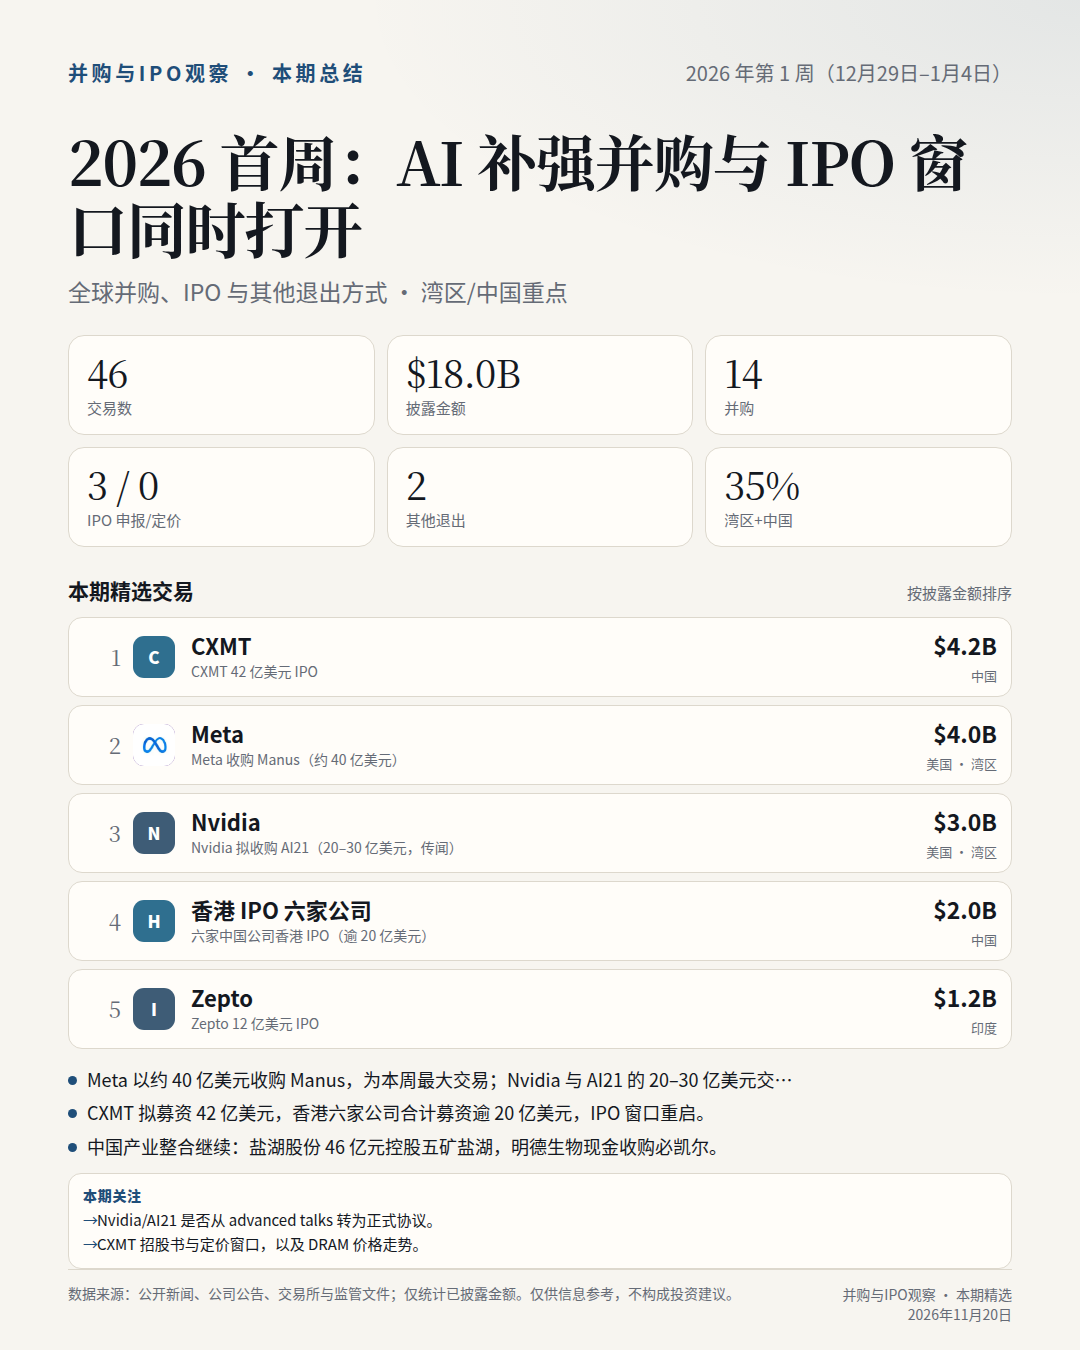 并购与IPO观察 · 本期总结
2026 年第 1 周（12月29日–1月4日）
2026 首周：AI 补强并购与 IPO 窗
口同时打开
全球并购、IPO 与其他退出方式 · 湾区/中国重点
46
交易数
$18.0B
披露金额
14
并购
3 / 0
IPO 申报/定价
2
其他退出
35%
湾区+中国
本期精选交易
按披露金额排序
1
C
CXMT
CXMT 42 亿美元 IPO
$4.2B
中国
2
Meta
Meta 收购 Manus（约 40 亿美元）
$4.0B
美国 · 湾区
3
N
Nvidia
Nvidia 拟收购 AI21（20–30 亿美元，传闻）
$3.0B
美国 · 湾区
4
H
香港 IPO 六家公司
六家中国公司香港 IPO（逾 20 亿美元）
$2.0B
中国
5
I
Zepto
Zepto 12 亿美元 IPO
$1.2B
印度
Meta 以约 40 亿美元收购 Manus，为本周最大交易；Nvidia 与 AI21 的 20–30 亿美元交…
CXMT 拟募资 42 亿美元，香港六家公司合计募资逾 20 亿美元，IPO 窗口重启。
中国产业整合继续：盐湖股份 46 亿元控股五矿盐湖，明德生物现金收购必凯尔。
本期关注
→Nvidia/AI21 是否从 advanced talks 转为正式协议。
→CXMT 招股书与定价窗口，以及 DRAM 价格走势。
数据来源：公开新闻、公司公告、交易所与监管文件；仅统计已披露金额。仅供信息参考，不构成投资建议。
并购与IPO观察 · 本期精选
2026年11月20日